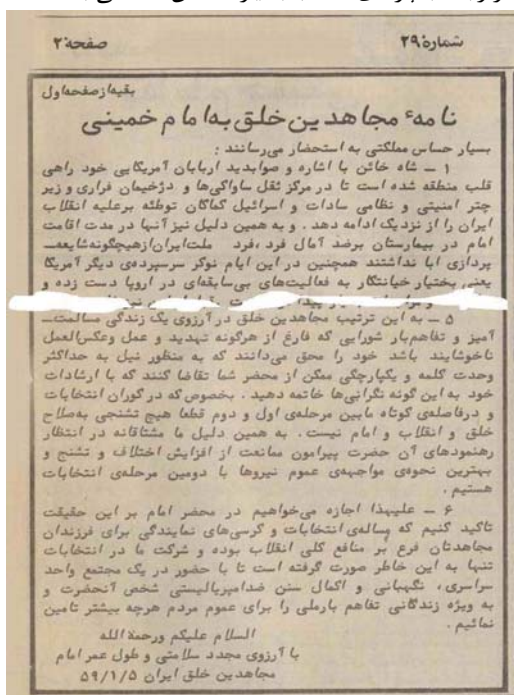 شماره ۲۹
صفحه ۲
بقیه از صفحه اول
نامهٔ مجاهدین خلق به امام خمینی
بسیار حساس مملکتی به استحضار می‌رسانند :
۱ ــ شاه خائن با اشاره و صوابدید اربابان آمریکایی خود راهی
قلب منطقه شده است تا در مرکز ثقل ساواکی‌ها و دژخیمان فراری و زیر
چتر امنیتی و نظامی سادات و اسرائیل کماکان توطئه برعلیه انقلاب
ایران را از نزدیک ادامه دهد . و به همین دلیل نیز آنها در مدت اقامت
امام در بیمارستان برضد آمال فرد ،فرد ملت ایران از هیچگونه شایعه‌ــ
پردازی ابا نداشتند همچنین در این ایام نوکر سرسپرده‌ی دیگر آمریکا
یعنی بختیار خیانتکار به فعالیت‌های بی‌سابقه‌ای در اروپا دست زده و
۵ ــ به این ترتیب مجاهدین خلق در آرزوی یک زندگی مسالمت‌ــ
آمیز و تفاهم‌بار شورایی که فارغ از هرگونه تهدید و عمل وعکس‌العمل
ناخوشایند باشد خود را محق می‌دانند که به منظور نیل به حداکثر
وحدت کلمه و یکپارچگی ممکن از محضر شما تقاضا کنند که با ارشادات
خود به این گونه نگرانی‌ها خاتمه دهید . بخصوص که در گوران انتخابات
و درفاصله‌ی کوتاه مابین مرحله‌ی اول و دوم قطعا هیچ تشنجی به‌صلاح
خلق و انقلاب و امام نیست . به همین دلیل ما مشتاقانه در انتظار
رهنمودهای آن حضرت پیرامون ممانعت از افزایش اختلاف و تشنج و
بهترین نحوه‌ی مواجهه‌ی عموم نیروها با دومین مرحله‌ی انتخابات
هستیم .
۶ ــ علیهذا اجازه می‌خواهیم در محضر امام بر این حقیقت
تاکید کنیم که مساله‌ی انتخابات و کرسی‌های نمایندگی برای فرزندان
مجاهدتان فرع بر منافع کلی انقلاب بوده و شرکت ما در انتخابات
تنها به این خاطر صورت گرفته است تا با حضور در یک مجتمع واحد
سراسری ، نگهبانی و اکمال سنن ضدامپریالیستی شخص آنحضرت و
به ویژه زندگانی تفاهم بارملی را برای عموم مردم هرچه بیشتر تامین
نمائیم .
السلام علیکم ورحمة الله
با آرزوی مجدد سلامتی و طول عمر امام
مجاهدین خلق ایران ۵۹/۱/۵